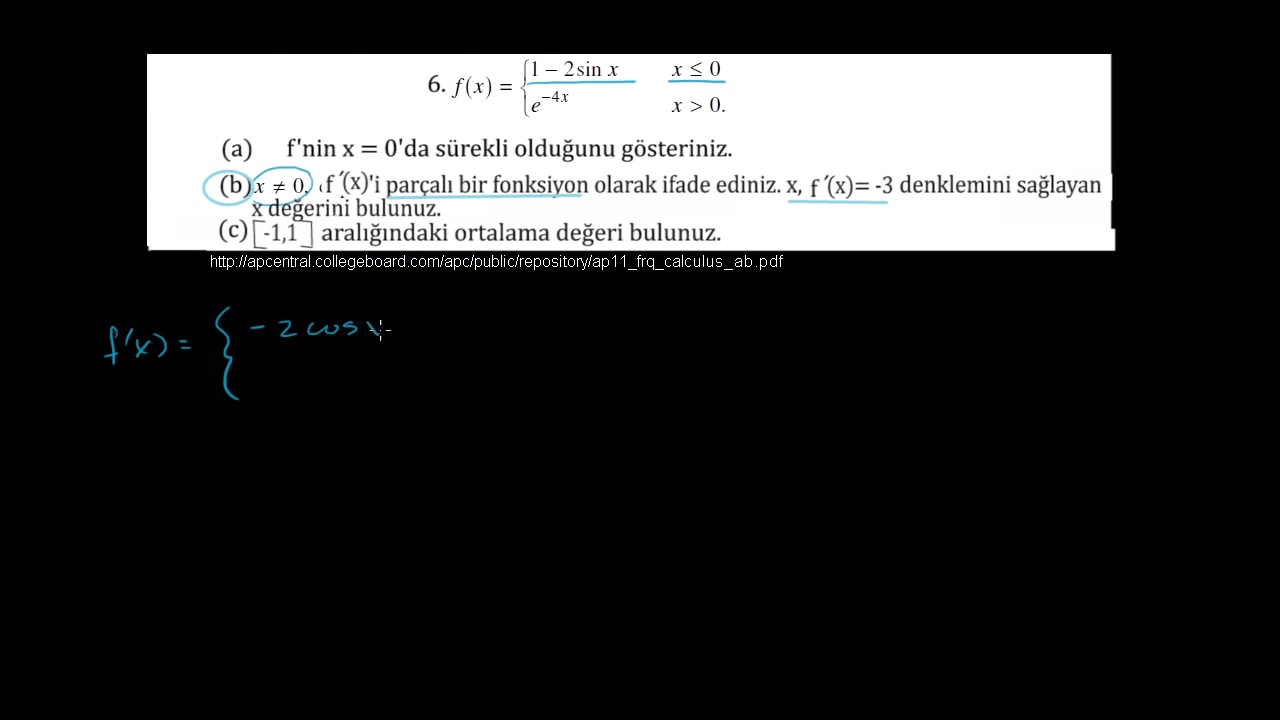 6. f(x) = { 1 − 2sin x   x ≤ 0
e^{−4x}   x > 0.
(a) f'nin x = 0'da sürekli olduğunu gösteriniz.
(b) x ≠ 0, f′(x)'i parçalı bir fonksiyon olarak ifade ediniz. x, f′(x)= -3 denklemini sağlayan
x değerini bulunuz.
(c) [-1,1] aralığındaki ortalama değeri bulunuz.
http://apcentral.collegeboard.com/apc/public/repository/ap11_frq_calculus_ab.pdf
f'x) = { - 2 cos x